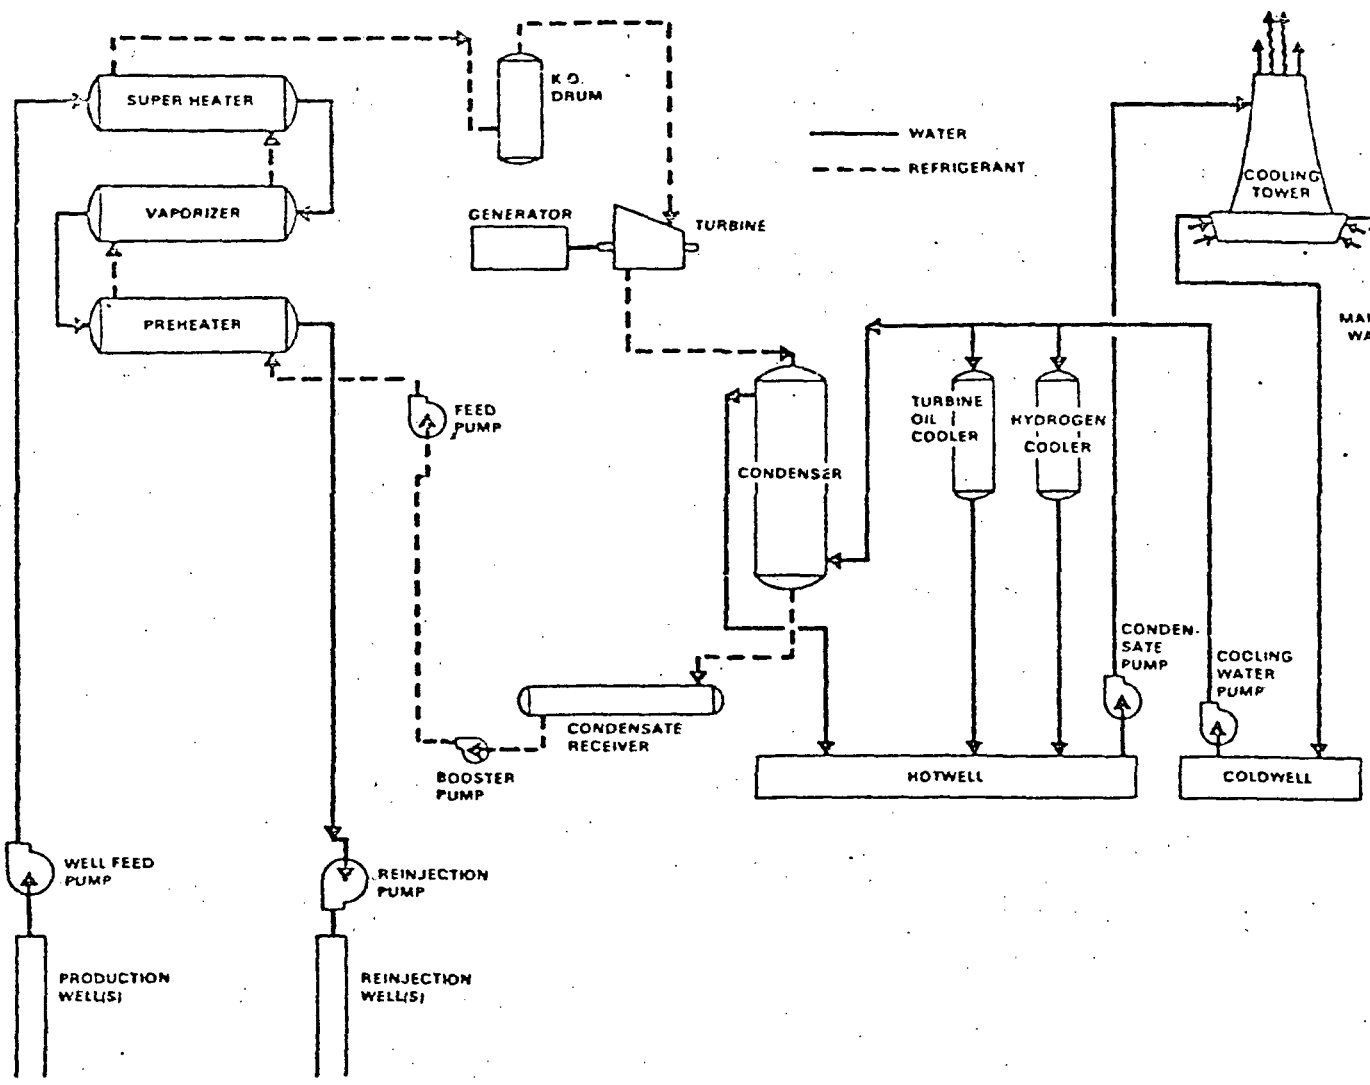 SUPER HEATER
K.O.
DRUM
WATER
REFRIGERANT
COOLING
TOWER
VAPORIZER
GENERATOR
TURBINE
PREHEATER
FEED
PUMP
TURBINE
OIL
COOLER
HYDROGEN
COOLER
CONDENSER
CONDEN-
SATE
PUMP
COOLING
WATER
PUMP
CONDENSATE
RECEIVER
BOOSTER
PUMP
HOTWELL
COLDWELL
WELL FEED
PUMP
REINJECTION
PUMP
PRODUCTION
WELL(S)
REINJECTION
WELL(S)